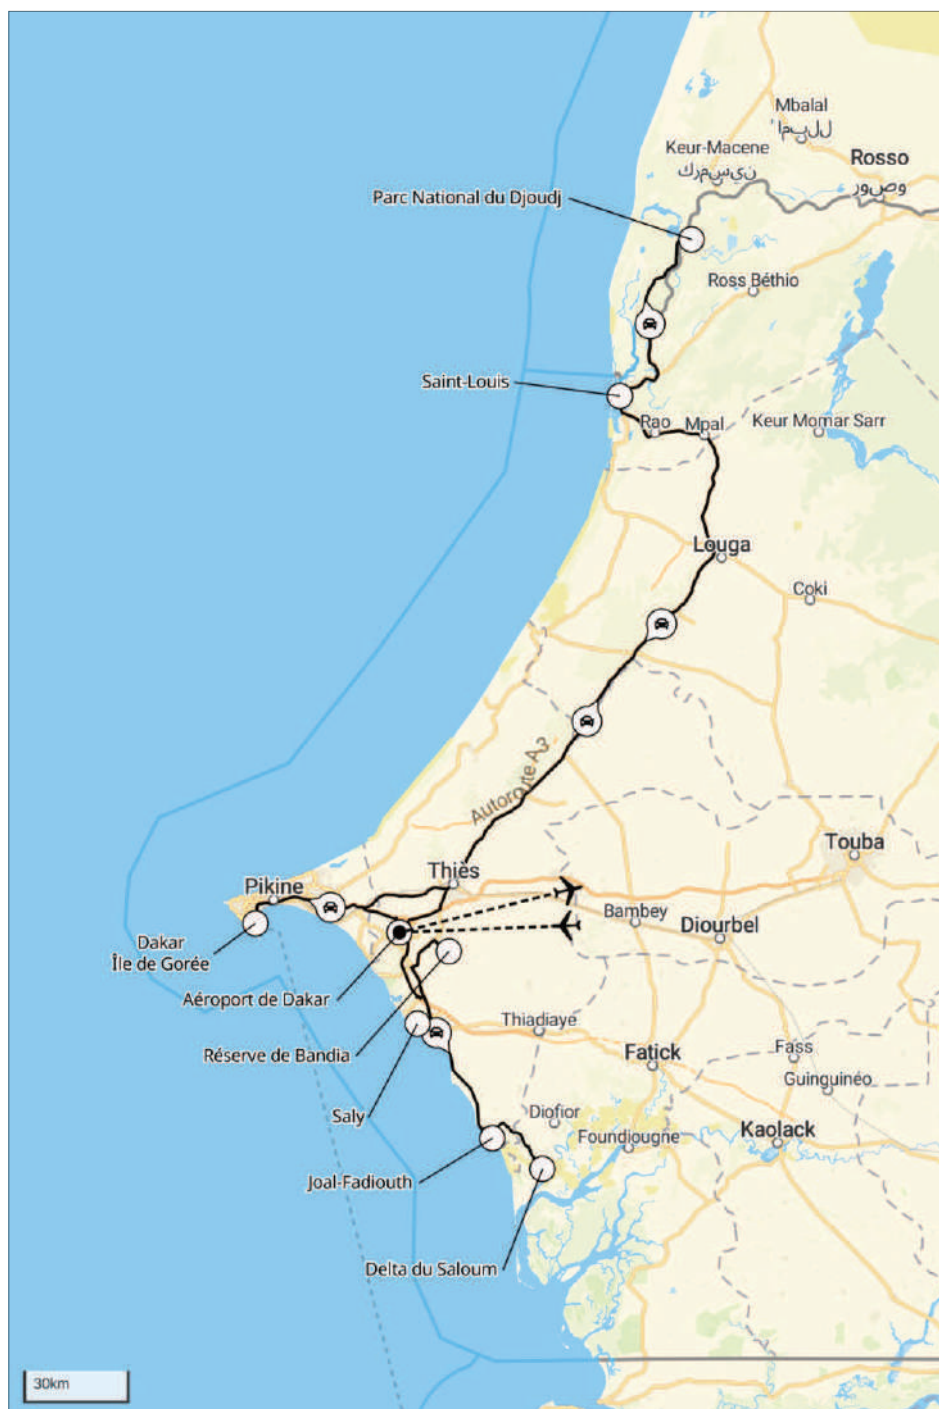 Mbalal
امبلل
Keur-Macene
كرمسين
Rosso
روصو
Parc National du Djoudj
Ross Béthio
Saint-Louis
Rao
Mpal
Keur Momar Sarr
Louga
Coki
Autoroute A3
Touba
Thiès
Pikine
Bambey
Diourbel
Dakar
Île de Gorée
Aéroport de Dakar
Thiadiaye
Réserve de Bandia
Fatick
Fass
Guinguinéo
Saly
Diofior
Foundiougne
Kaolack
Joal-Fadiouth
Delta du Saloum
30km